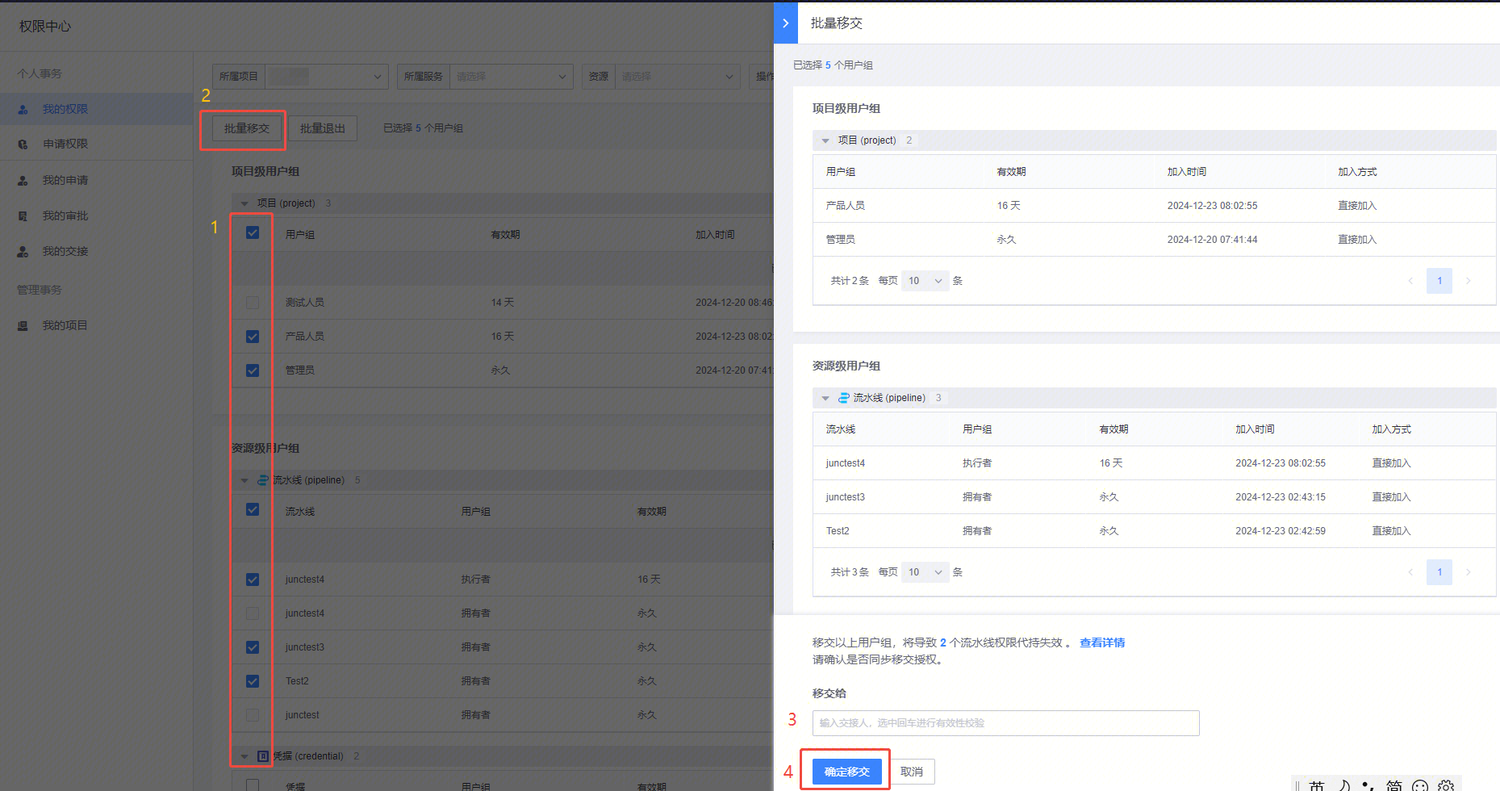 权限中心
个人事务
我的权限
申请权限
我的申请
我的审批
我的交接
管理事务
我的项目
所属项目
所属服务 请选择
资源 请选择
操作
2
批量移交 批量退出 已选择 5 个用户组
项目级用户组
项目 (project) 3
1
用户组 有效期 加入时间
测试人员 14 天 2024-12-20 08:46
产品人员 16 天 2024-12-23 08:02
管理员 永久 2024-12-20 07:41
资源级用户组
流水线 (pipeline) 5
流水线 用户组 有效期
junctest4 执行者 16 天
junctest4 拥有者 永久
junctest3 拥有者 永久
Test2 拥有者 永久
junctest 拥有者 永久
凭据 (credential) 2
凭据 用户组 有效期
批量移交
已选择 5 个用户组
项目级用户组
项目 (project) 2
用户组 有效期 加入时间 加入方式
产品人员 16 天 2024-12-23 08:02:55 直接加入
管理员 永久 2024-12-20 07:41:44 直接加入
共计 2 条 每页 10 条 1
资源级用户组
流水线 (pipeline) 3
流水线 用户组 有效期 加入时间 加入方式
junctest4 执行者 16 天 2024-12-23 08:02:55 直接加入
junctest3 拥有者 永久 2024-12-23 02:43:15 直接加入
Test2 拥有者 永久 2024-12-23 02:42:59 直接加入
共计 3 条 每页 10 条 1
移交以上用户组，将导致 2 个流水线权限代持失效 。 查看详情
请确认是否同步移交授权。
移交给
3
输入交接人，选中回车进行有效性校验
4
确定移交 取消
英 简